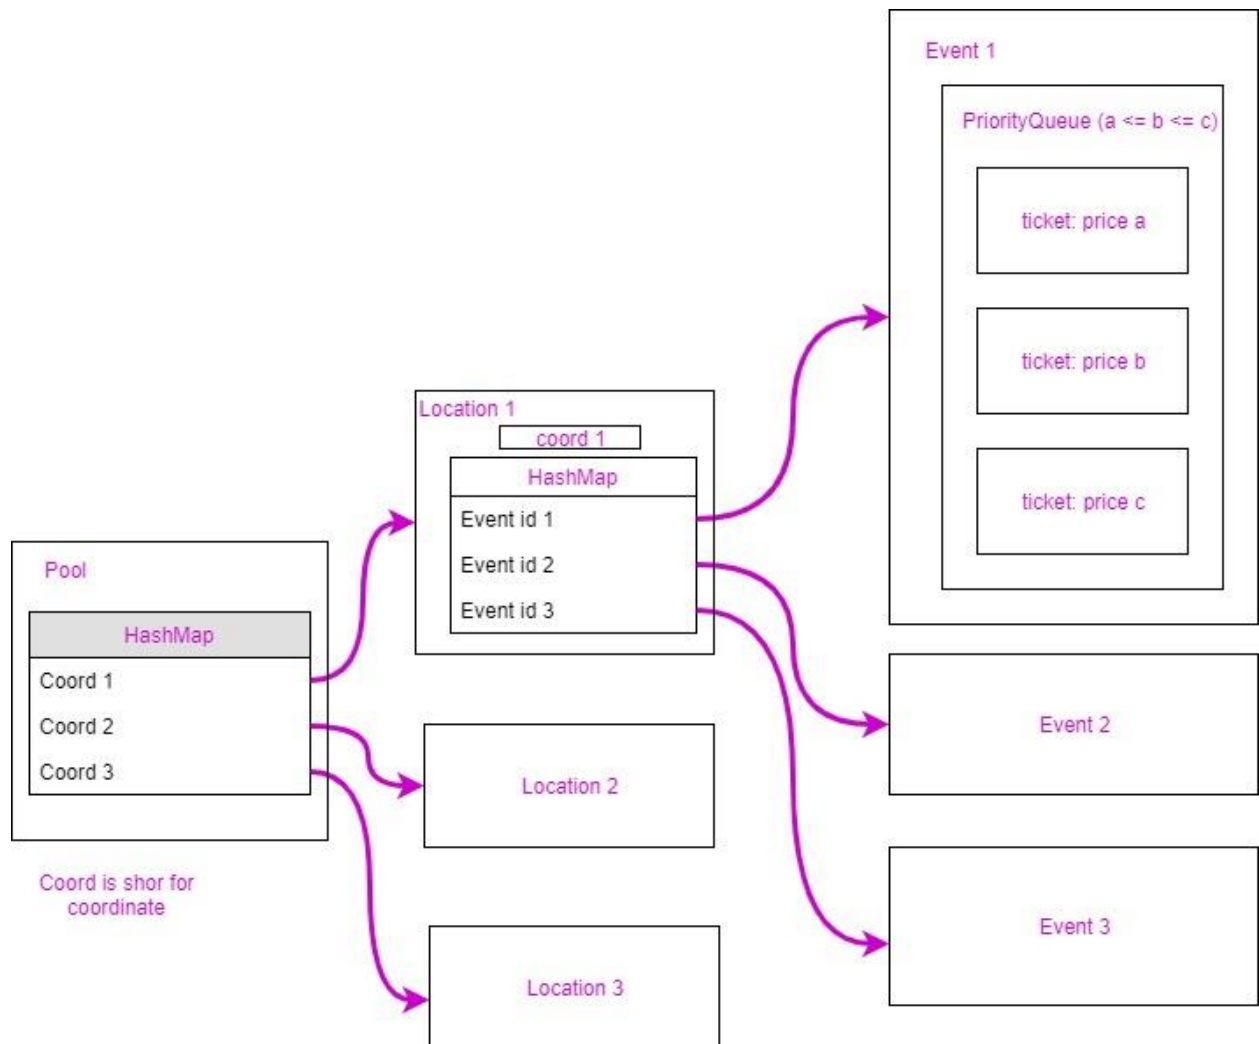 Pool
HashMap
Coord 1
Coord 2
Coord 3
Coord is shor for
coordinate
Location 1
coord 1
HashMap
Event id 1
Event id 2
Event id 3
Location 2
Location 3
Event 1
PriorityQueue (a <= b <= c)
ticket: price a
ticket: price b
ticket: price c
Event 2
Event 3